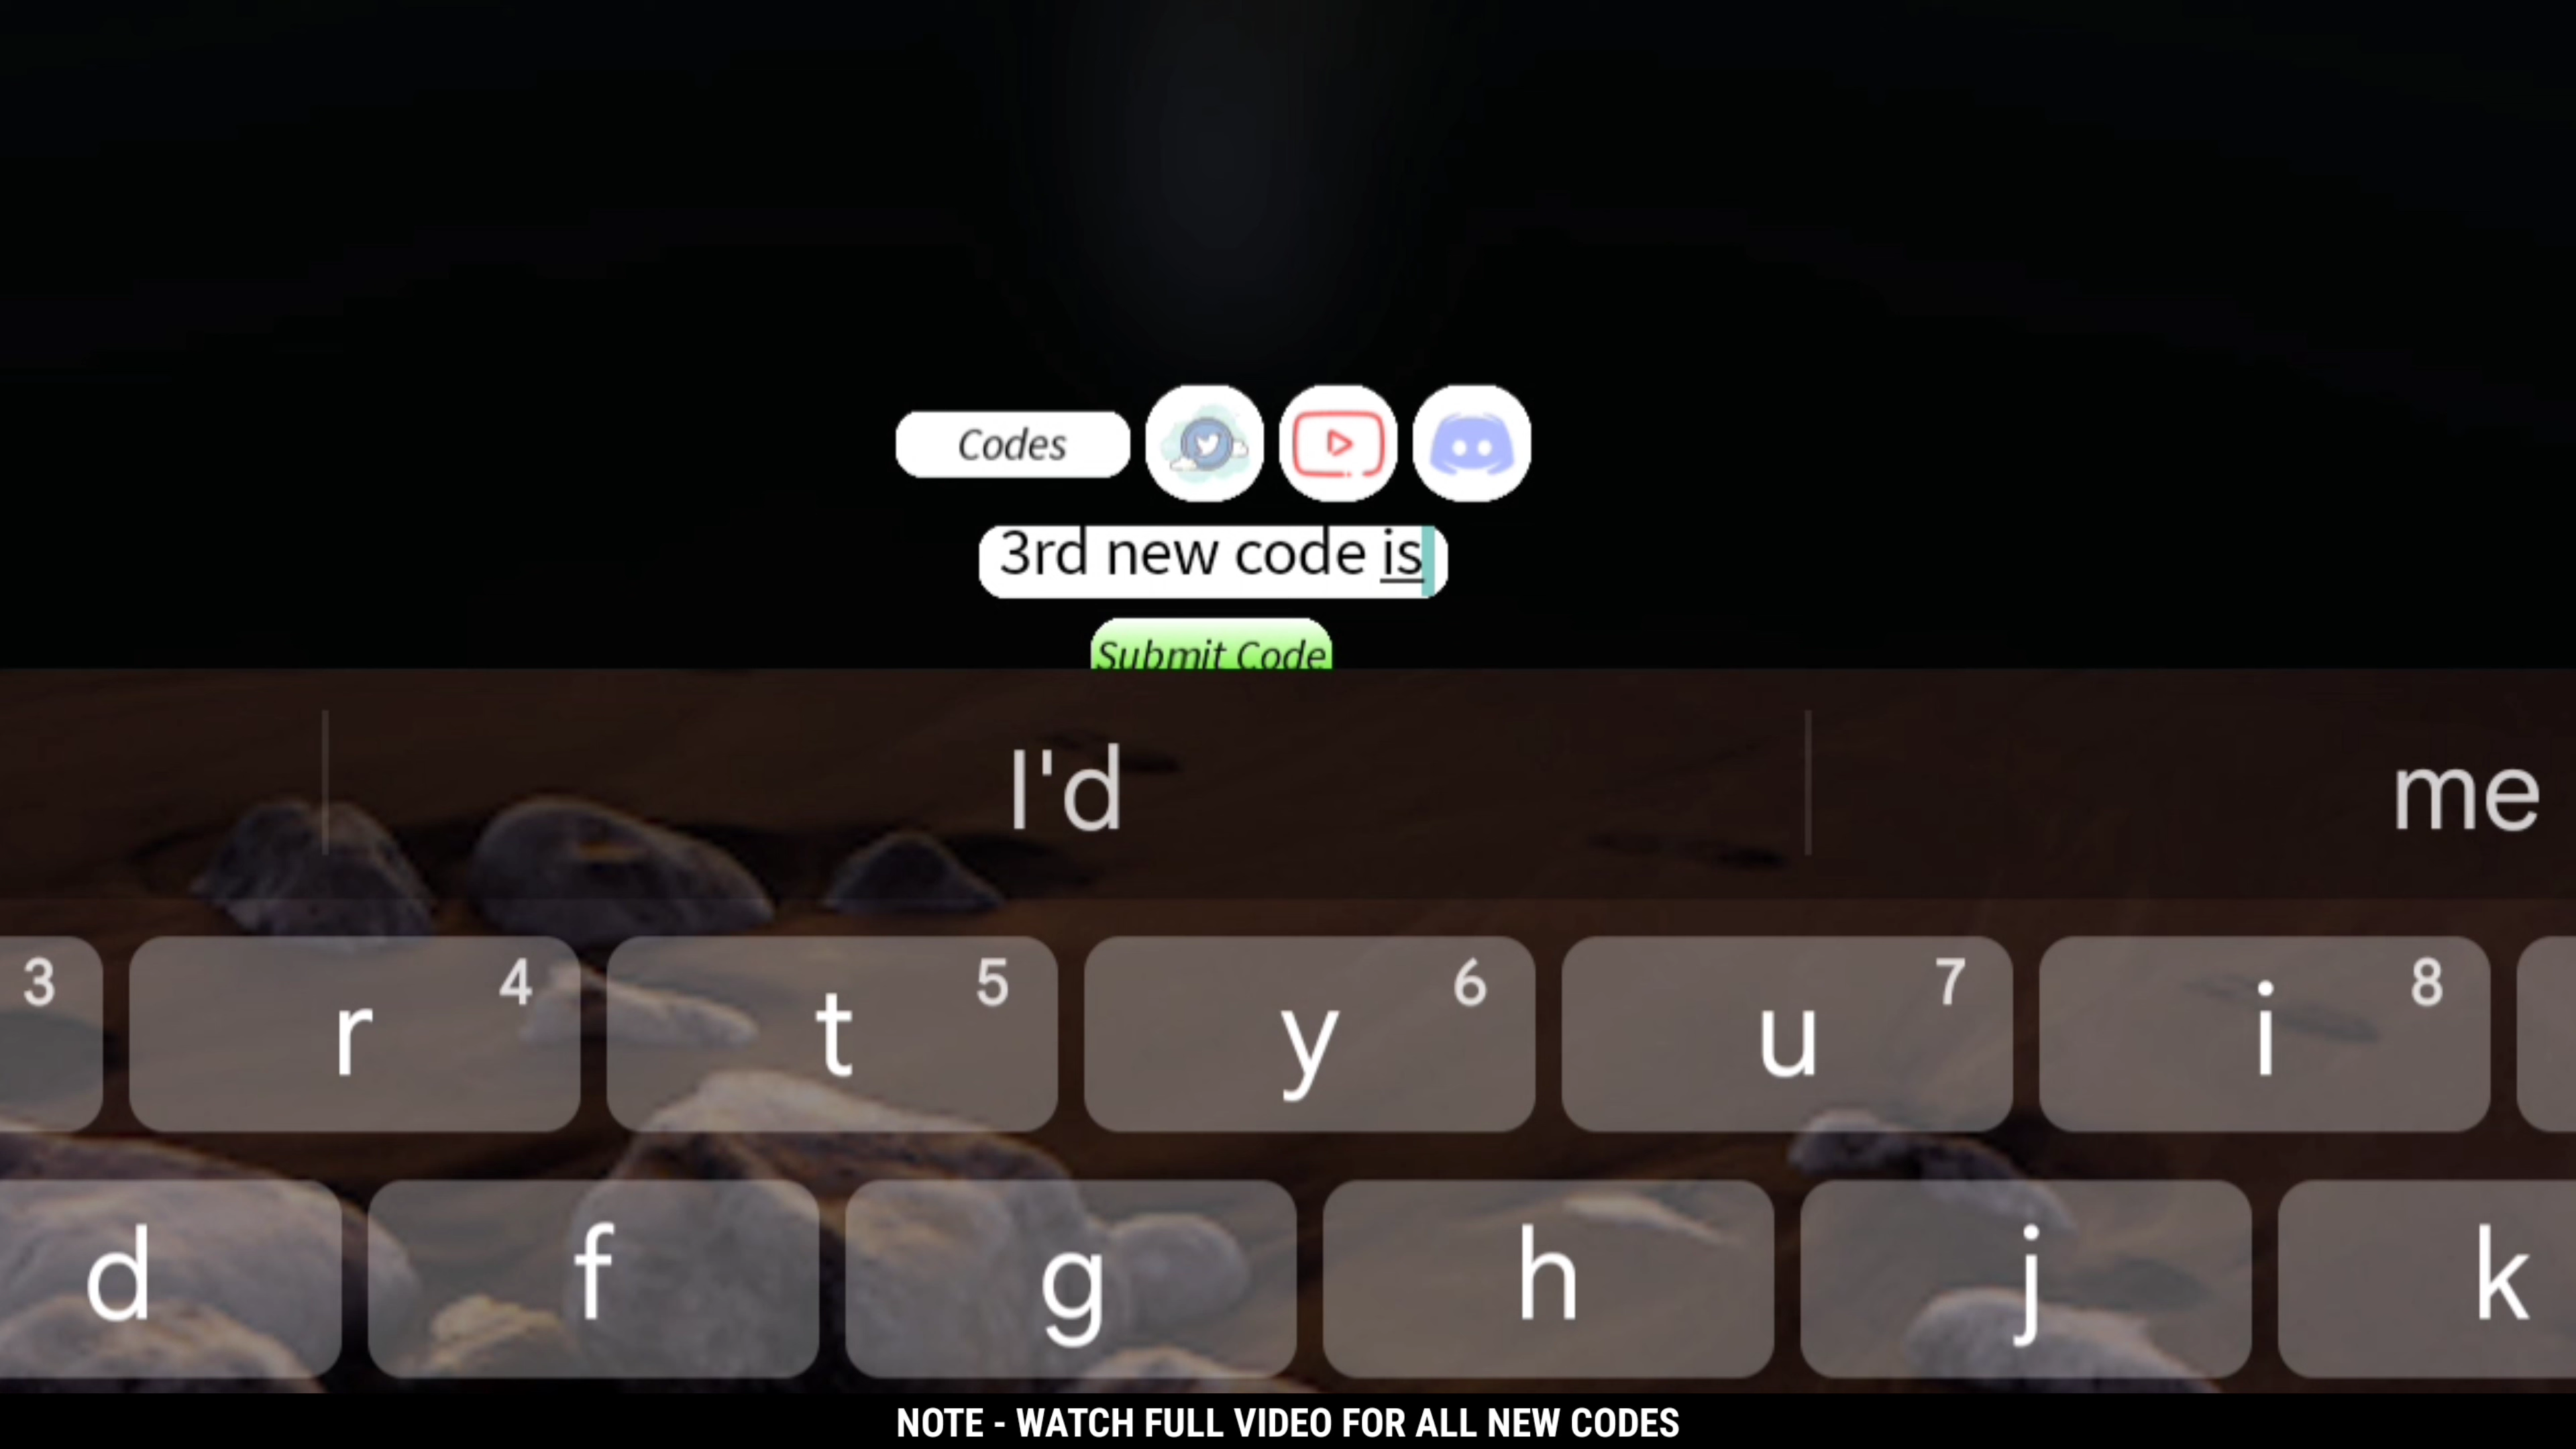 Codes
3rd new code is
Submit Code
I'd me
3 r 4 t 5 y 6 u 7 i 8
d f g h j k
NOTE - WATCH FULL VIDEO FOR ALL NEW CODES